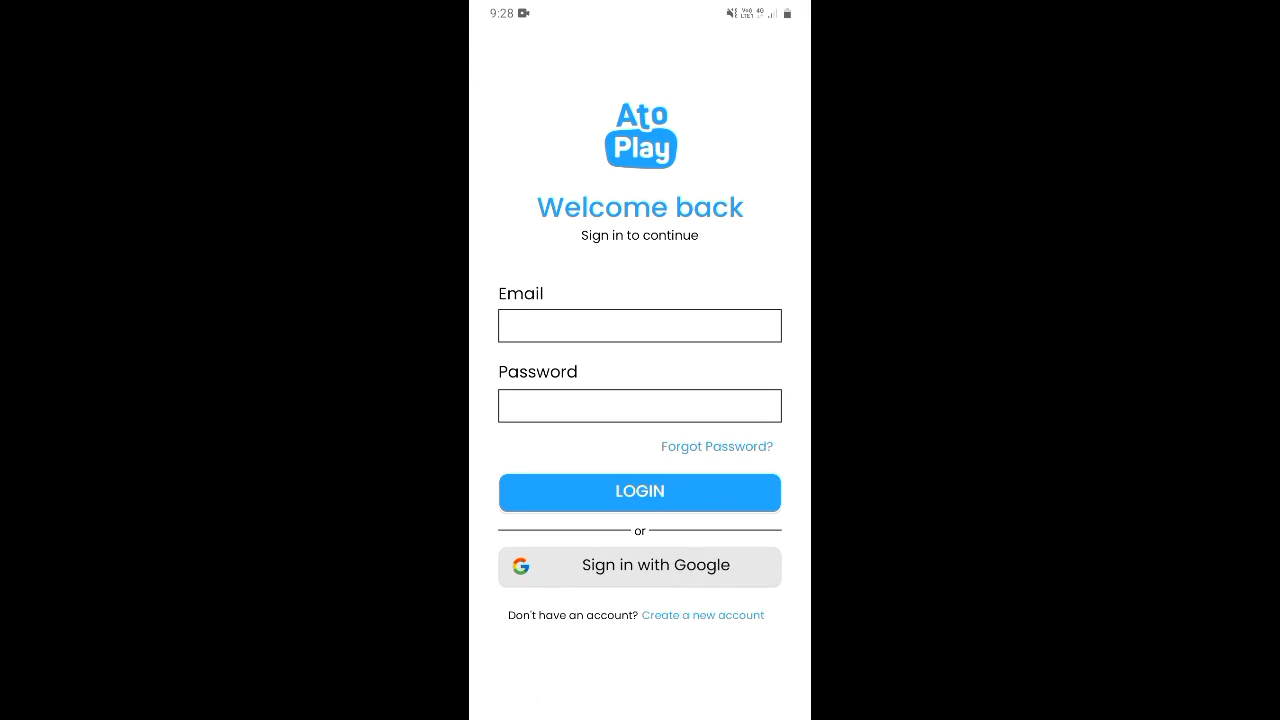 9:28
Ato
Play
Welcome back
Sign in to continue
Email
Password
Forgot Password?
LOGIN
or
Sign in with Google
Don't have an account? Create a new account